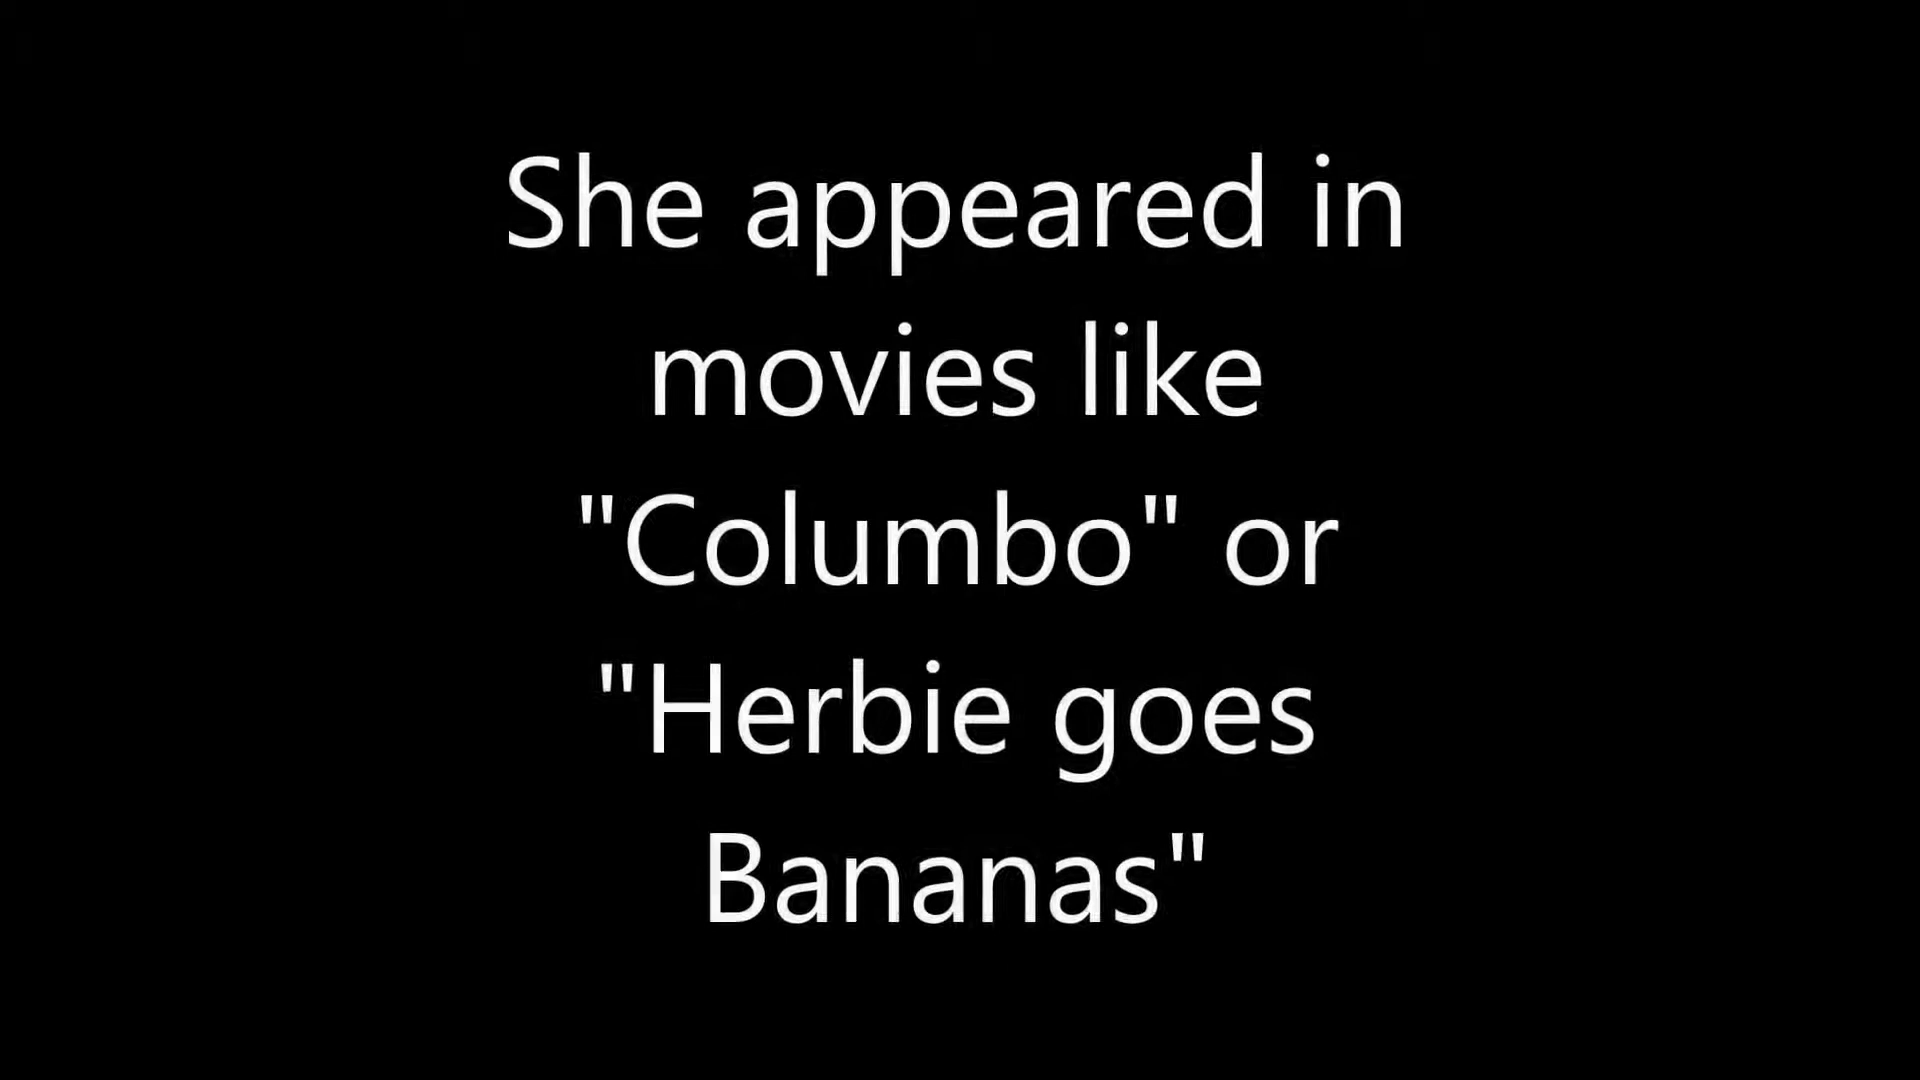 She appeared in
movies like
"Columbo" or
"Herbie goes
Bananas"